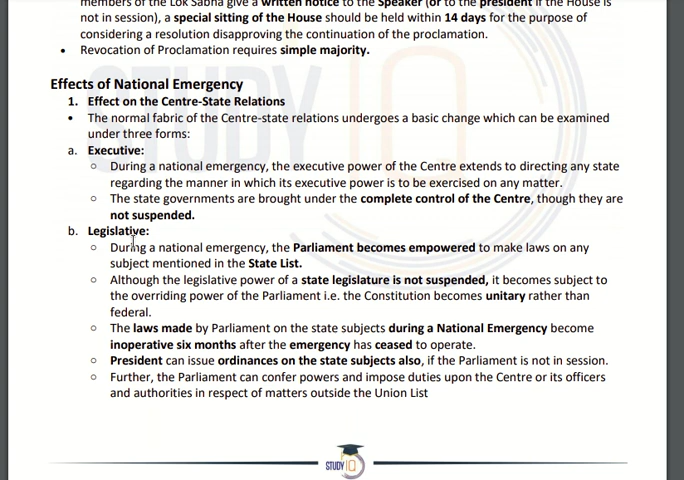 members of the Lok Sabha give a written notice to the Speaker (or to the president if the House is
not in session), a special sitting of the House should be held within 14 days for the purpose of
considering a resolution disapproving the continuation of the proclamation.
• Revocation of Proclamation requires simple majority.
Effects of National Emergency
1. Effect on the Centre-State Relations
• The normal fabric of the Centre-state relations undergoes a basic change which can be examined
under three forms:
a. Executive:
○ During a national emergency, the executive power of the Centre extends to directing any state
regarding the manner in which its executive power is to be exercised on any matter.
○ The state governments are brought under the complete control of the Centre, though they are
not suspended.
b. Legislative:
○ During a national emergency, the Parliament becomes empowered to make laws on any
subject mentioned in the State List.
○ Although the legislative power of a state legislature is not suspended, it becomes subject to
the overriding power of the Parliament i.e. the Constitution becomes unitary rather than
federal.
○ The laws made by Parliament on the state subjects during a National Emergency become
inoperative six months after the emergency has ceased to operate.
○ President can issue ordinances on the state subjects also, if the Parliament is not in session.
○ Further, the Parliament can confer powers and impose duties upon the Centre or its officers
and authorities in respect of matters outside the Union List
STUDY IQ